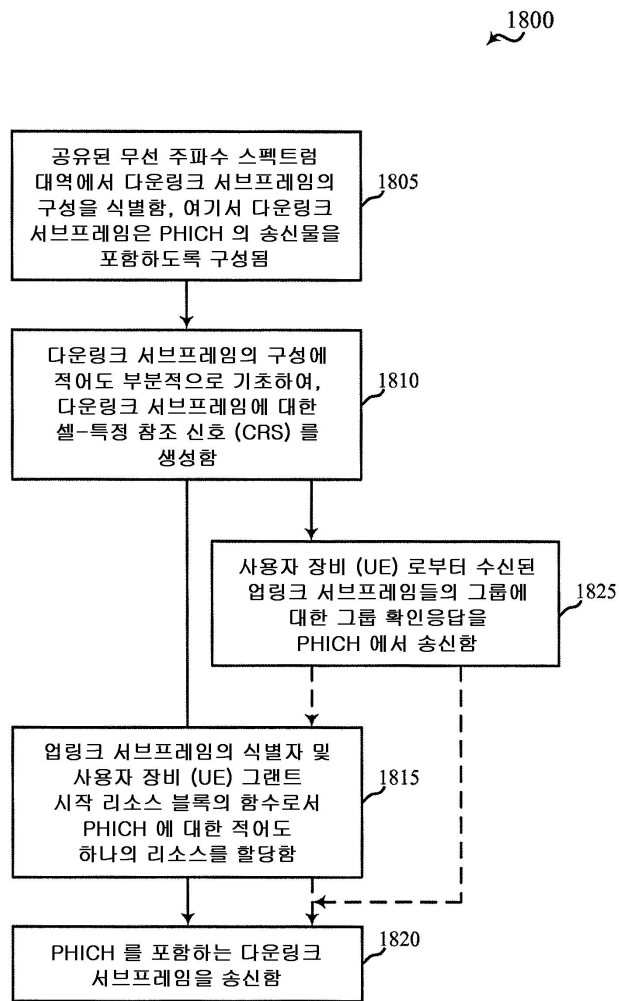 1800
공유된 무선 주파수 스펙트럼
대역에서 다운링크 서브프레임의
구성을 식별함, 여기서 다운링크
서브프레임은 PHICH 의 송신물을
포함하도록 구성됨
1805
다운링크 서브프레임의 구성에
적어도 부분적으로 기초하여,
다운링크 서브프레임에 대한
셀-특정 참조 신호 (CRS) 를
생성함
1810
사용자 장비 (UE) 로부터 수신된
업링크 서브프레임들의 그룹에
대한 그룹 확인응답을
PHICH 에서 송신함
1825
업링크 서브프레임의 식별자 및
사용자 장비 (UE) 그랜트
시작 리소스 블록의 함수로서
PHICH 에 대한 적어도
하나의 리소스를 할당함
1815
PHICH 를 포함하는 다운링크
서브프레임을 송신함
1820